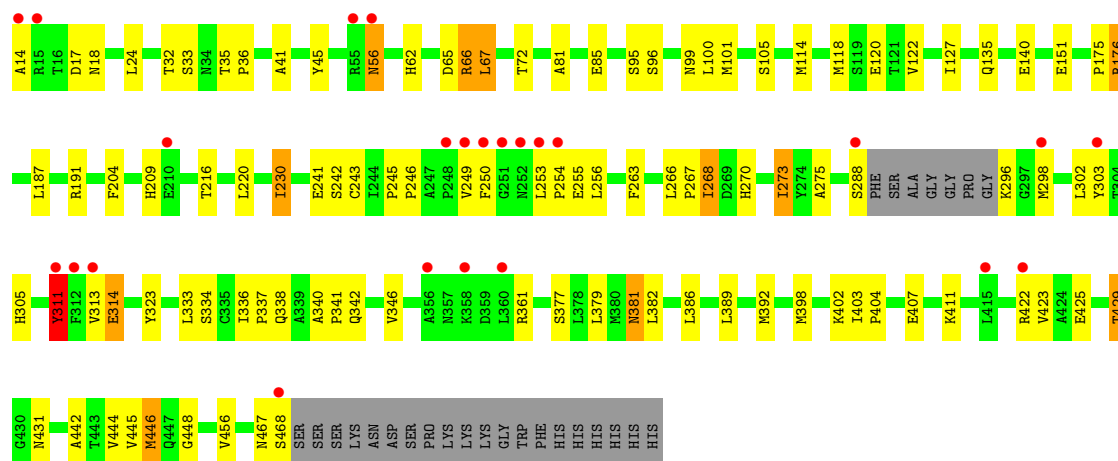 A14 R15 T16 D17 N18 L24 T32 S33 N34 T35 P36 A41 Y45 R55 N56 H62 D65 R66 L67 T72 A81 E85 S95 S96 N99 L100 M101 S105 M114 M118 S119 E120 T121 V122 I127 Q135 E140 E151 P175
L187 R191 F204 H209 E210 T216 L220 I230 E241 S242 C243 I244 P245 P246 A247 P248 V249 F250 G251 N252 L253 P254 E255 L256 F263 L266 P267 I268 D269 H270 I273 Y274 A275 S288 PHE SER ALA GLY GLY PRO GLY K296 G297 M298 L302 Y303
H305 Y311 F312 V313 E314 Y323 L333 S334 C335 I336 P337 Q338 A339 A340 P341 Q342 V346 A356 N357 K358 D359 L360 R361 S377 L378 L379 M380 N381 L382 L386 L389 M392 M398 K402 I403 P404 E407 K411 L415 R422 V423 A424 E425
G430 N431 A442 T443 V444 V445 M446 Q447 G448 V456 N467 S468 SER SER SER LYS ASN ASP SER PRO LYS LYS LYS GLY TRP PHE HIS HIS HIS HIS HIS HIS